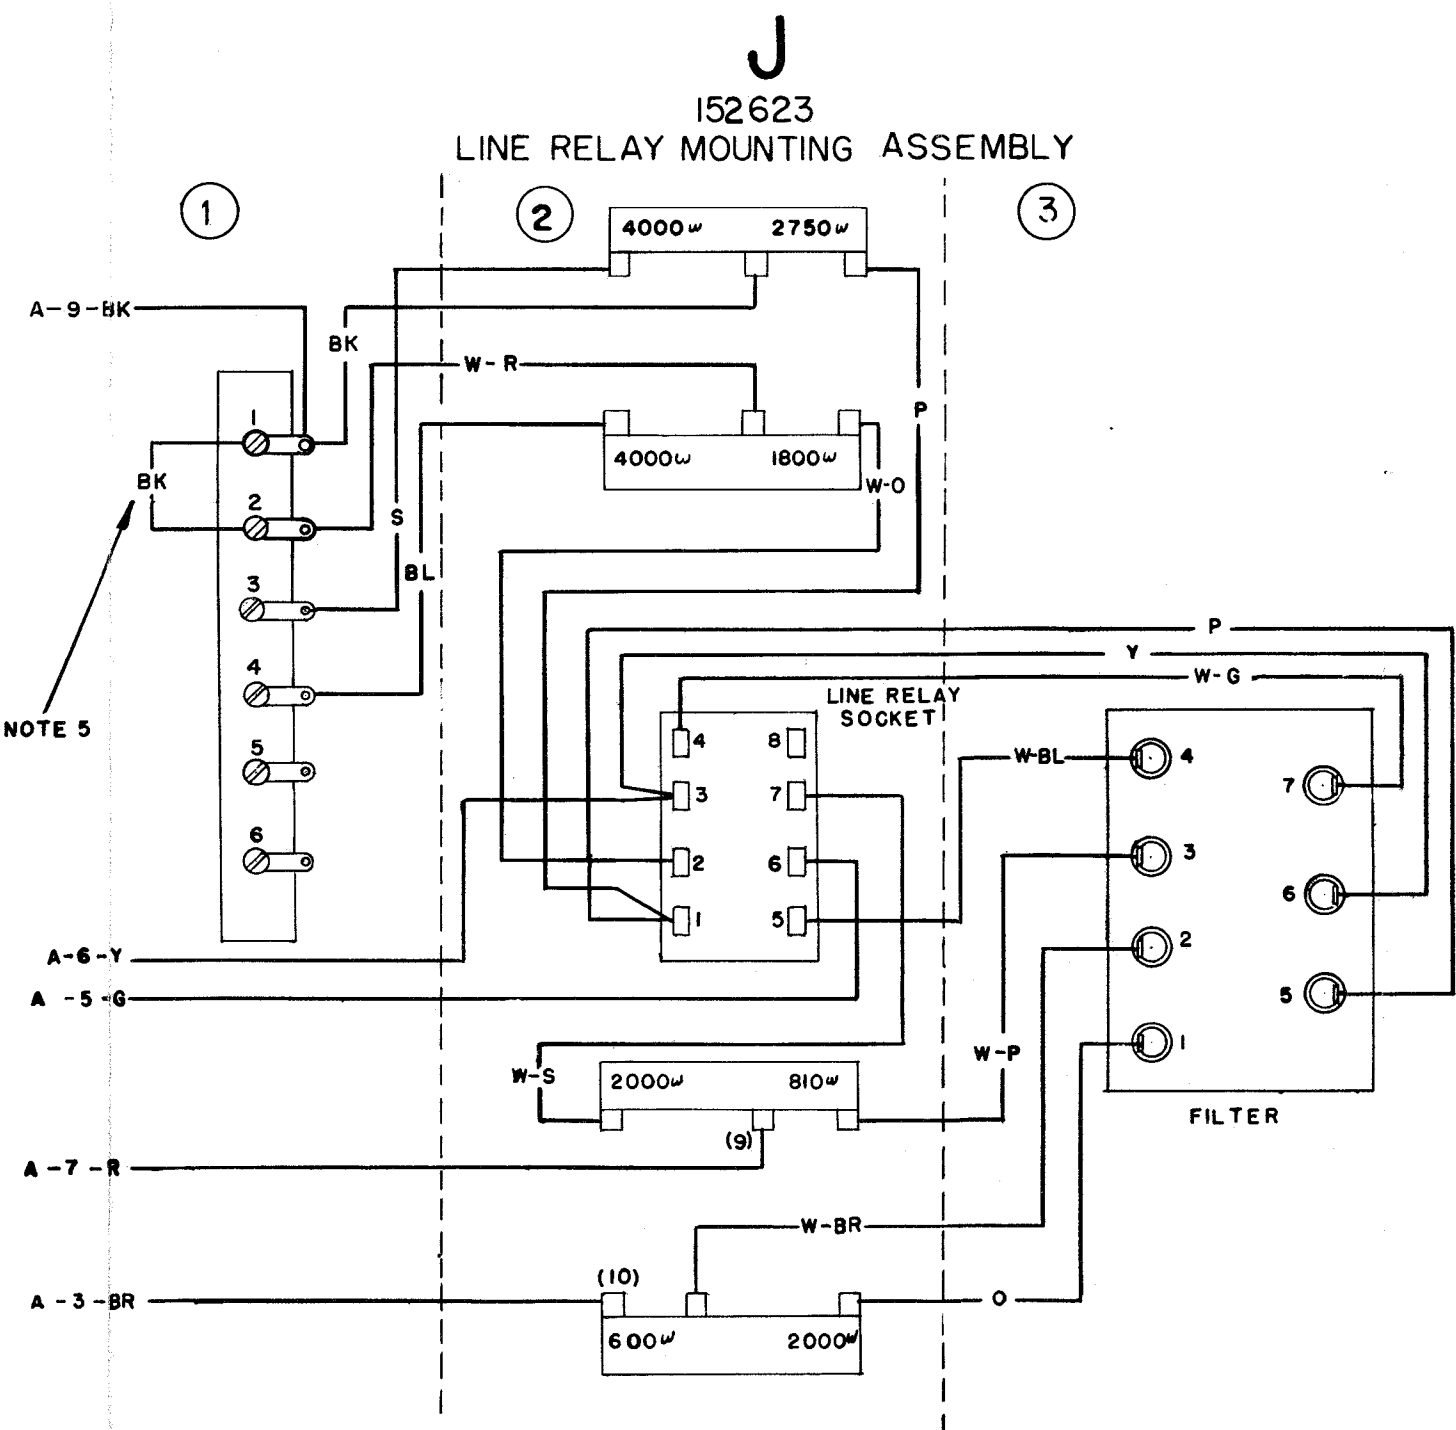 J
152623
LINE RELAY MOUNTING ASSEMBLY
1
2
3
4000ω 2750ω
A-9-BK
BK
W-R
P
1
4000ω 1800ω
BK
W-O
2
S
BL
3
P
Y
4
W-G
LINE RELAY
SOCKET
NOTE 5
4 8
5
W-BL
4
7
3 7
6
2 6
3
6
1 5
2
A-6-Y
5
A-5-G
1
W-P
W-S
2000ω 810ω
FILTER
(9)
A-7-R
W-BR
(10)
A-3-BR
O
600ω 2000ω